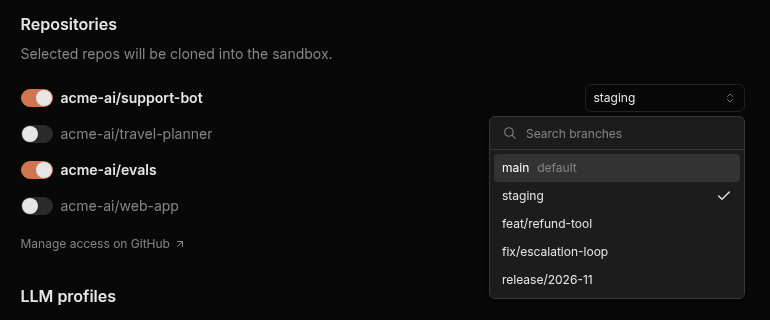 Repositories
Selected repos will be cloned into the sandbox.
acme-ai/support-bot
staging
acme-ai/travel-planner
acme-ai/evals
acme-ai/web-app
Manage access on GitHub ↗
Search branches
main default
staging
feat/refund-tool
fix/escalation-loop
release/2026-11
LLM profiles